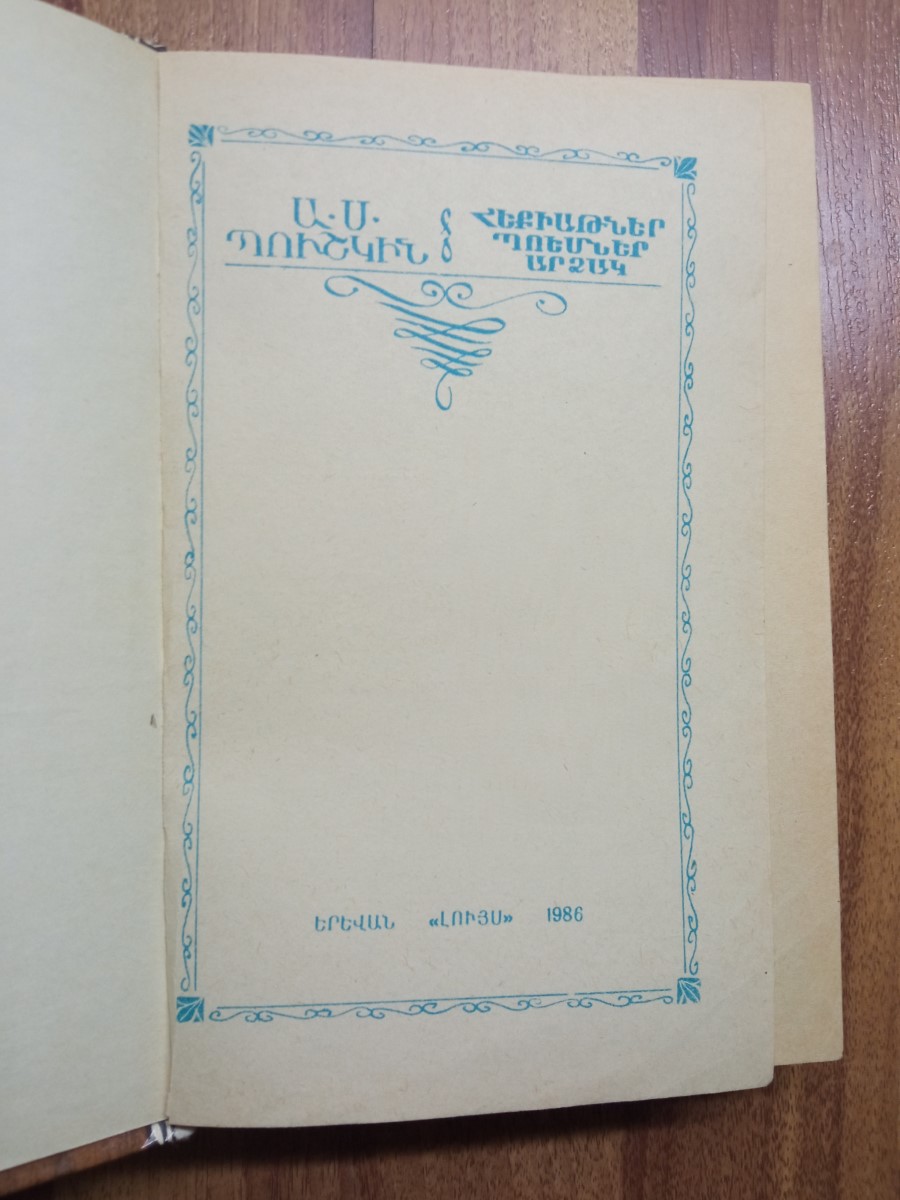 Ա. Ս.
ՊՈՒՇԿԻՆ
ՀԵՔԻԱԹՆԵՐ
ՊՈԵՄՆԵՐ
ԱՐՁԱԿ
ԵՐԵՎԱՆ «ԼՈՒՅՍ» 1986